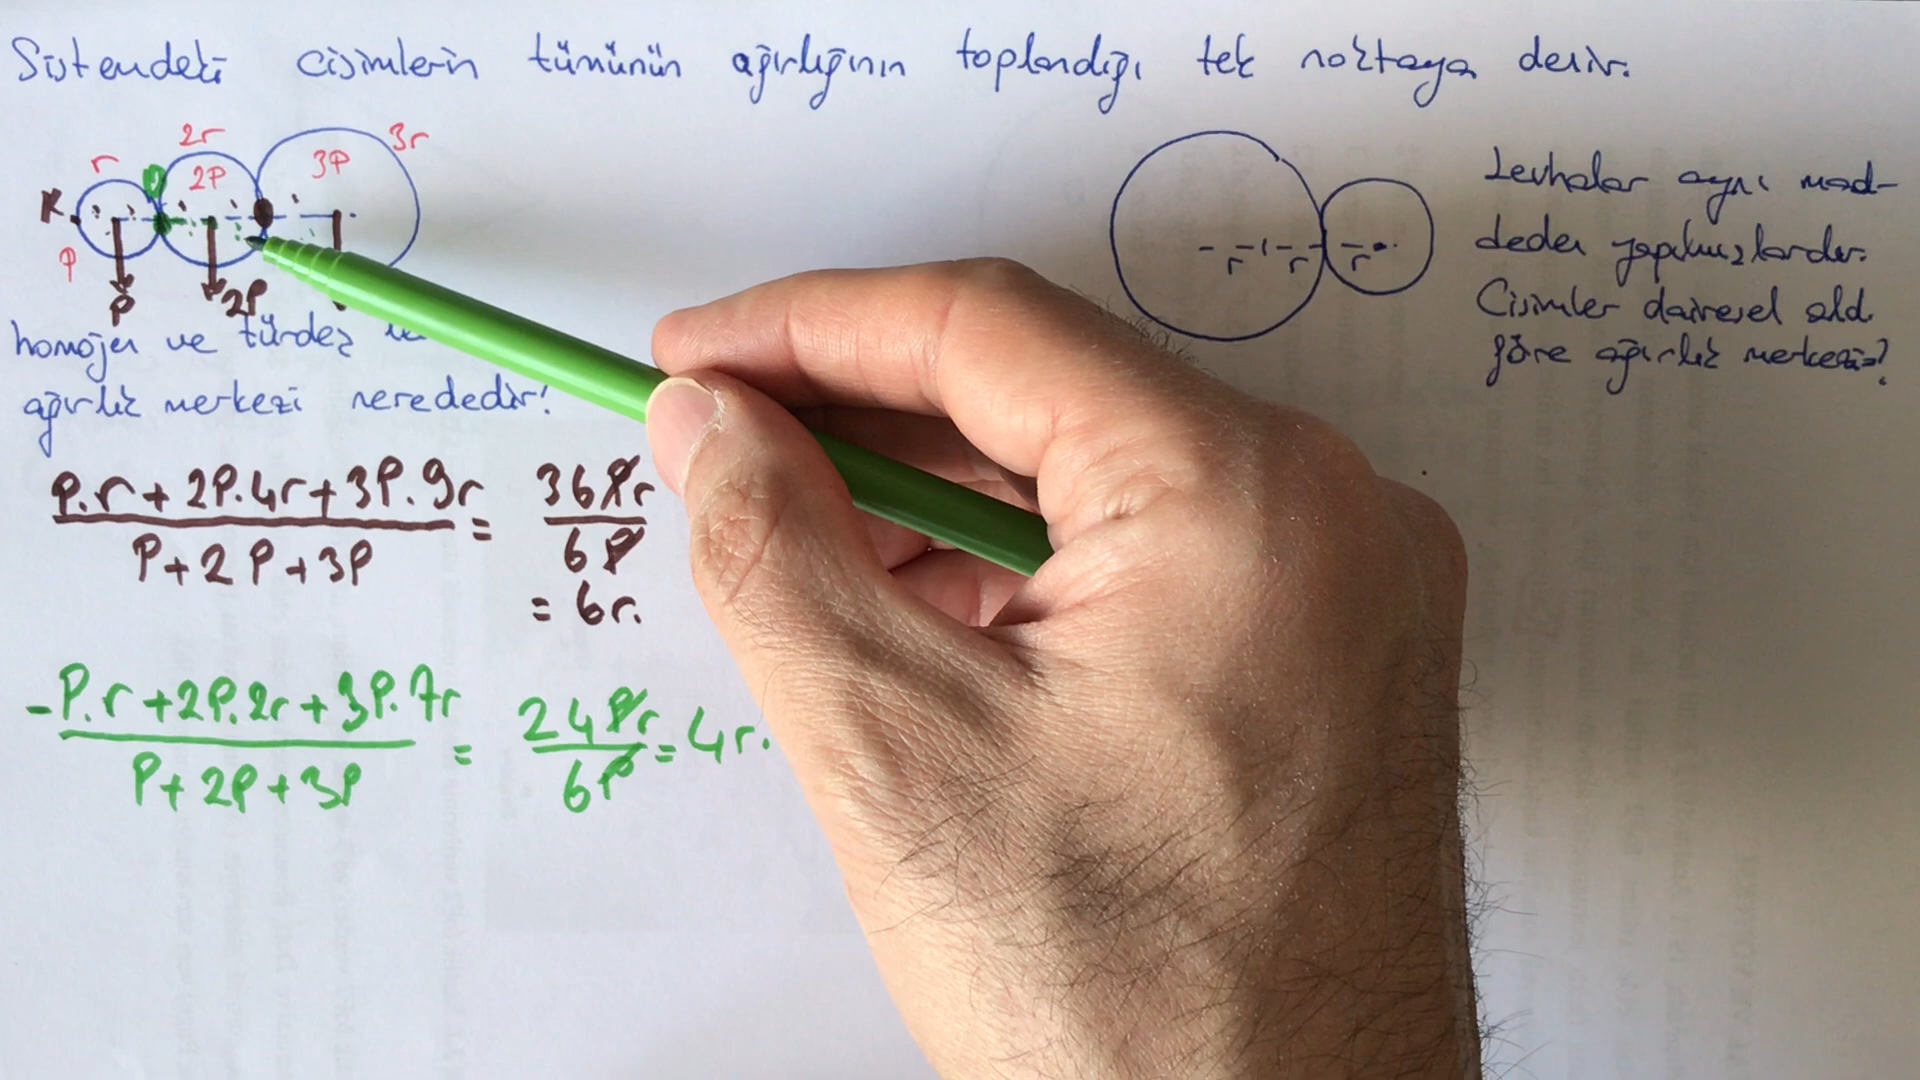 Sistemdeki cisimlerin tümünün ağırlığının toplandığı tek noktaya denir.
r 2r 3r
2P 3P
K O
P
P 2P
homojen ve türdeş
ağırlık merkezi nerededir?
P.r + 2P.4r + 3P.9r = 36Pr
P + 2P + 3P 6P
= 6r.
-P.r + 2P.2r + 3P.7r = 24Pr = 4r.
P + 2P + 3P 6P
r r r
Levhalar aynı mad-
deden yapılmışlardır.
Cisimler dairesel old.
göre ağırlık merkezi=?